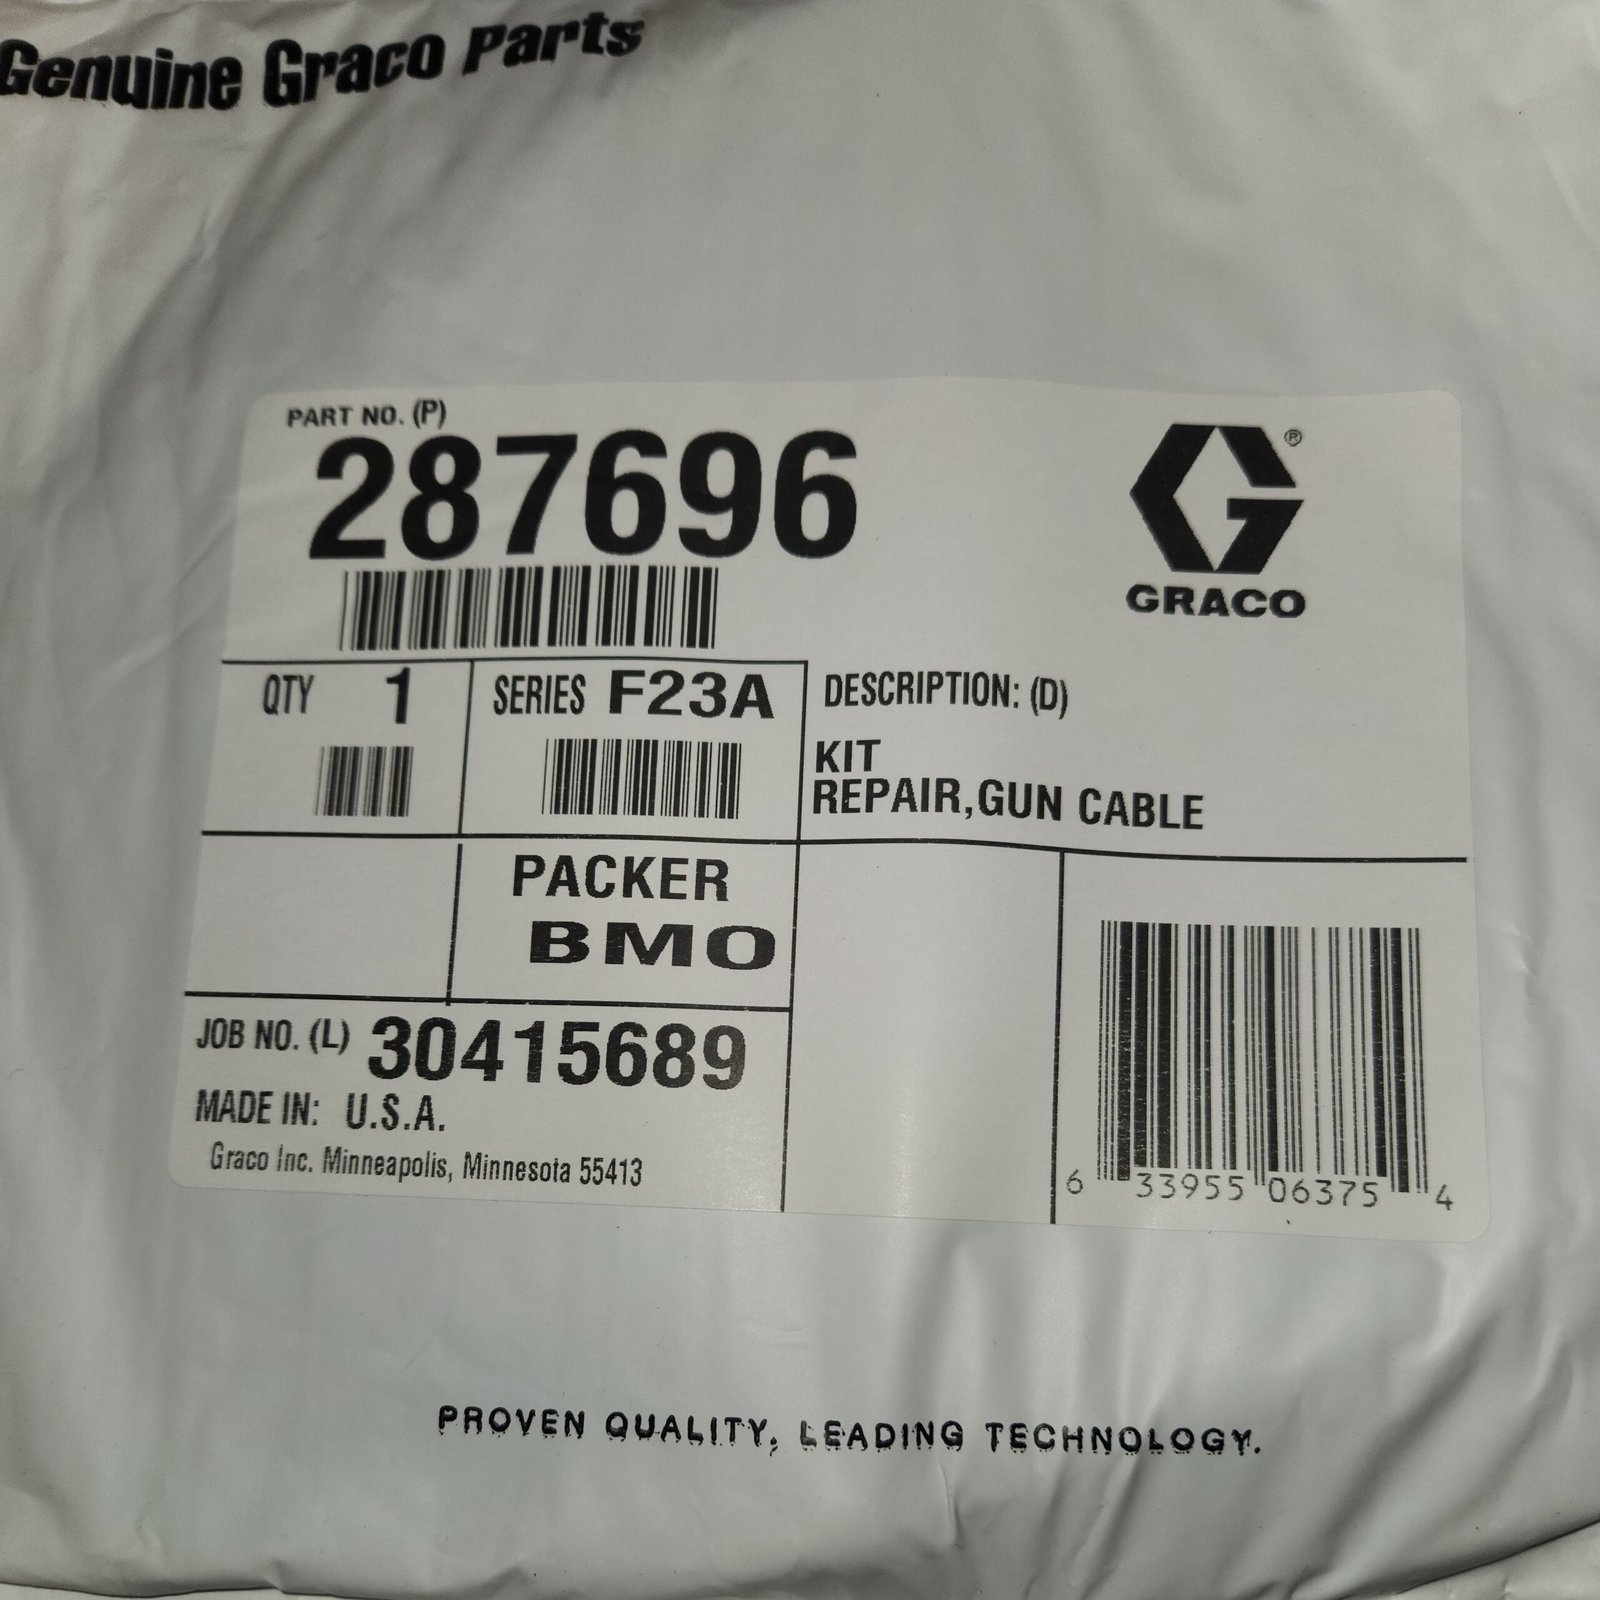 Genuine Graco Parts
PART NO. (P)
287696
®
GRACO
QTY 1
SERIES F23A
DESCRIPTION: (D)
KIT
REPAIR,GUN CABLE
PACKER
BMO
JOB NO. (L) 30415689
MADE IN: U.S.A.
Graco Inc. Minneapolis, Minnesota 55413
6 33955 06375 4
PROVEN QUALITY, LEADING TECHNOLOGY.